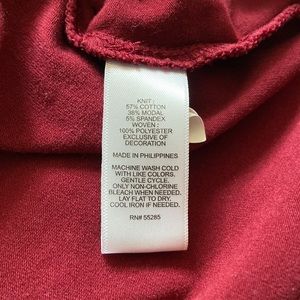 KNIT:
57% COTTON
38% MODAL
5% SPANDEX
WOVEN:
100% POLYESTER
EXCLUSIVE OF
DECORATION
MADE IN PHILIPPINES
MACHINE WASH COLD
WITH LIKE COLORS,
GENTLE CYCLE.
ONLY NON-CHLORINE
BLEACH WHEN NEEDED.
LAY FLAT TO DRY.
COOL IRON IF NEEDED.
RN# 55285